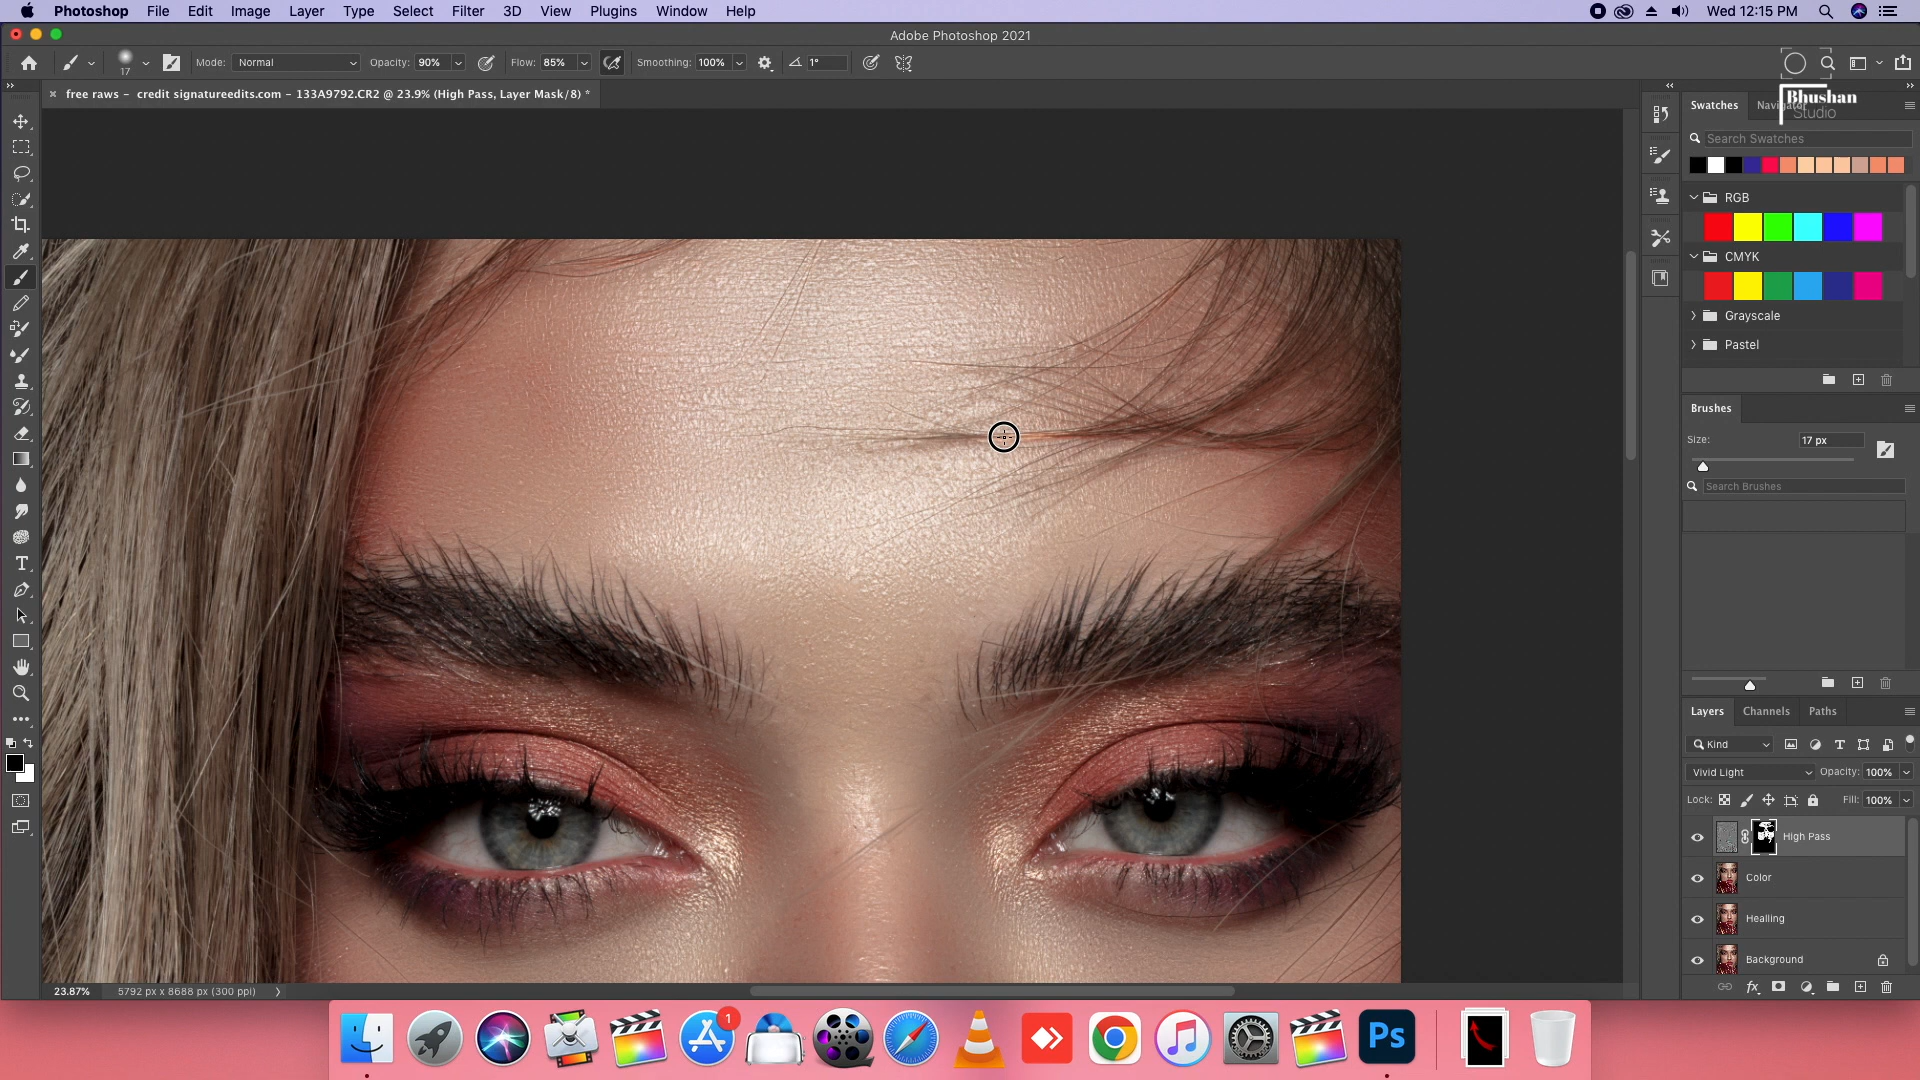 Photoshop File Edit Image Layer Type Select Filter 3D View Plugins Window Help Wed 12:15 PM
Adobe Photoshop 2021
17 Mode: Normal Opacity: 90% Flow: 85% Smoothing: 100% 1°
free raws - credit signatureedits.com - 133A9792.CR2 @ 23.9% (High Pass, Layer Mask/8) *
Swatches Navigator
Bhushan
Studio
Search Swatches
RGB
CMYK
Grayscale
Pastel
Brushes
Size: 17 px
Search Brushes
Layers Channels Paths
Kind
Vivid Light Opacity: 100%
Lock: Fill: 100%
High Pass
Color
Healling
Background
fx
23.87% 5792 px x 8688 px (300 ppi)
1
Ps